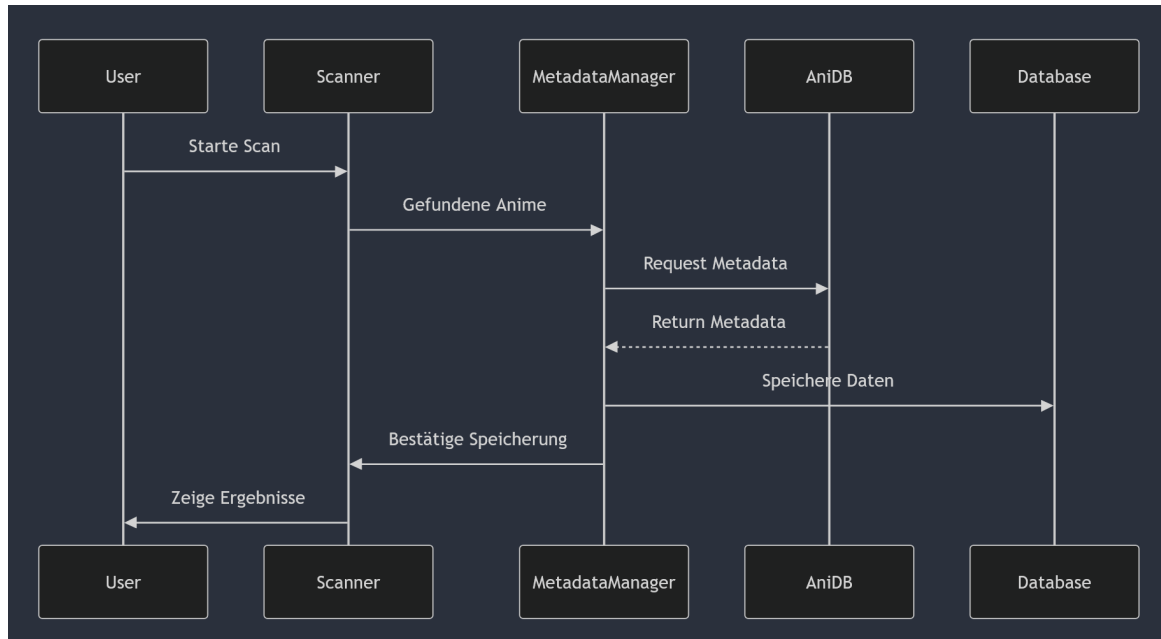 User
Scanner
MetadataManager
AniDB
Database
Starte Scan
Gefundene Anime
Request Metadata
Return Metadata
Speichere Daten
Bestätige Speicherung
Zeige Ergebnisse
User
Scanner
MetadataManager
AniDB
Database